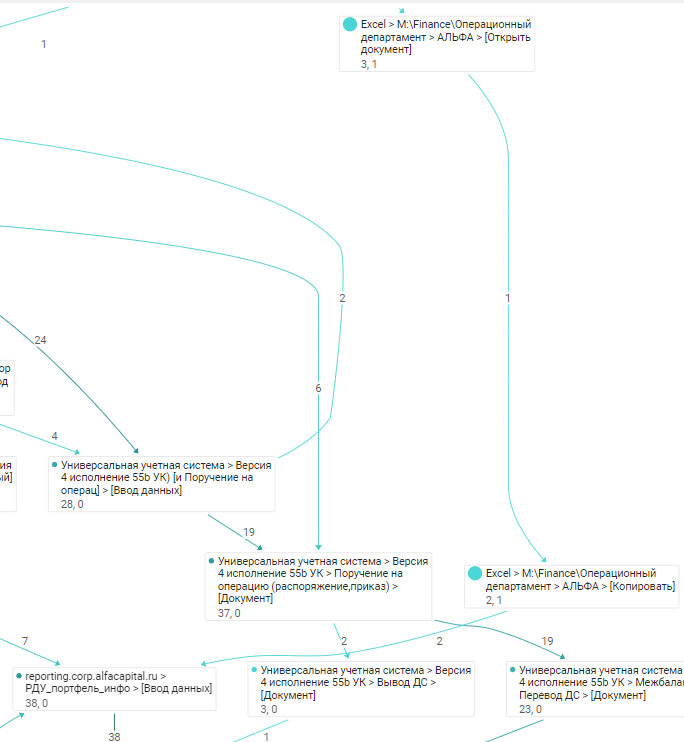 Excel > M:\Finance\Операционный
департамент > АЛЬФА > [Открыть
документ]
3, 1
1
2
1
24
6
ор
од
4
ия
ый]
Универсальная учетная система > Версия
4 исполнение 55b УК) [и Поручение на
операц] > [Ввод данных]
28, 0
19
Универсальная учетная система > Версия
4 исполнение 55b УК > Поручение на
операцию (распоряжение,приказ) >
[Документ]
37, 0
Excel > M:\Finance\Операционный
департамент > АЛЬФА > [Копировать]
2, 1
7
2
2
19
reporting.corp.alfacapital.ru >
РДУ_портфель_инфо > [Ввод данных]
38, 0
Универсальная учетная система > Версия
4 исполнение 55b УК > Вывод ДС >
[Документ]
3, 0
Универсальная учетная система
4 исполнение 55b УК > Межбалан
Перевод ДС > [Документ]
23, 0
38
1